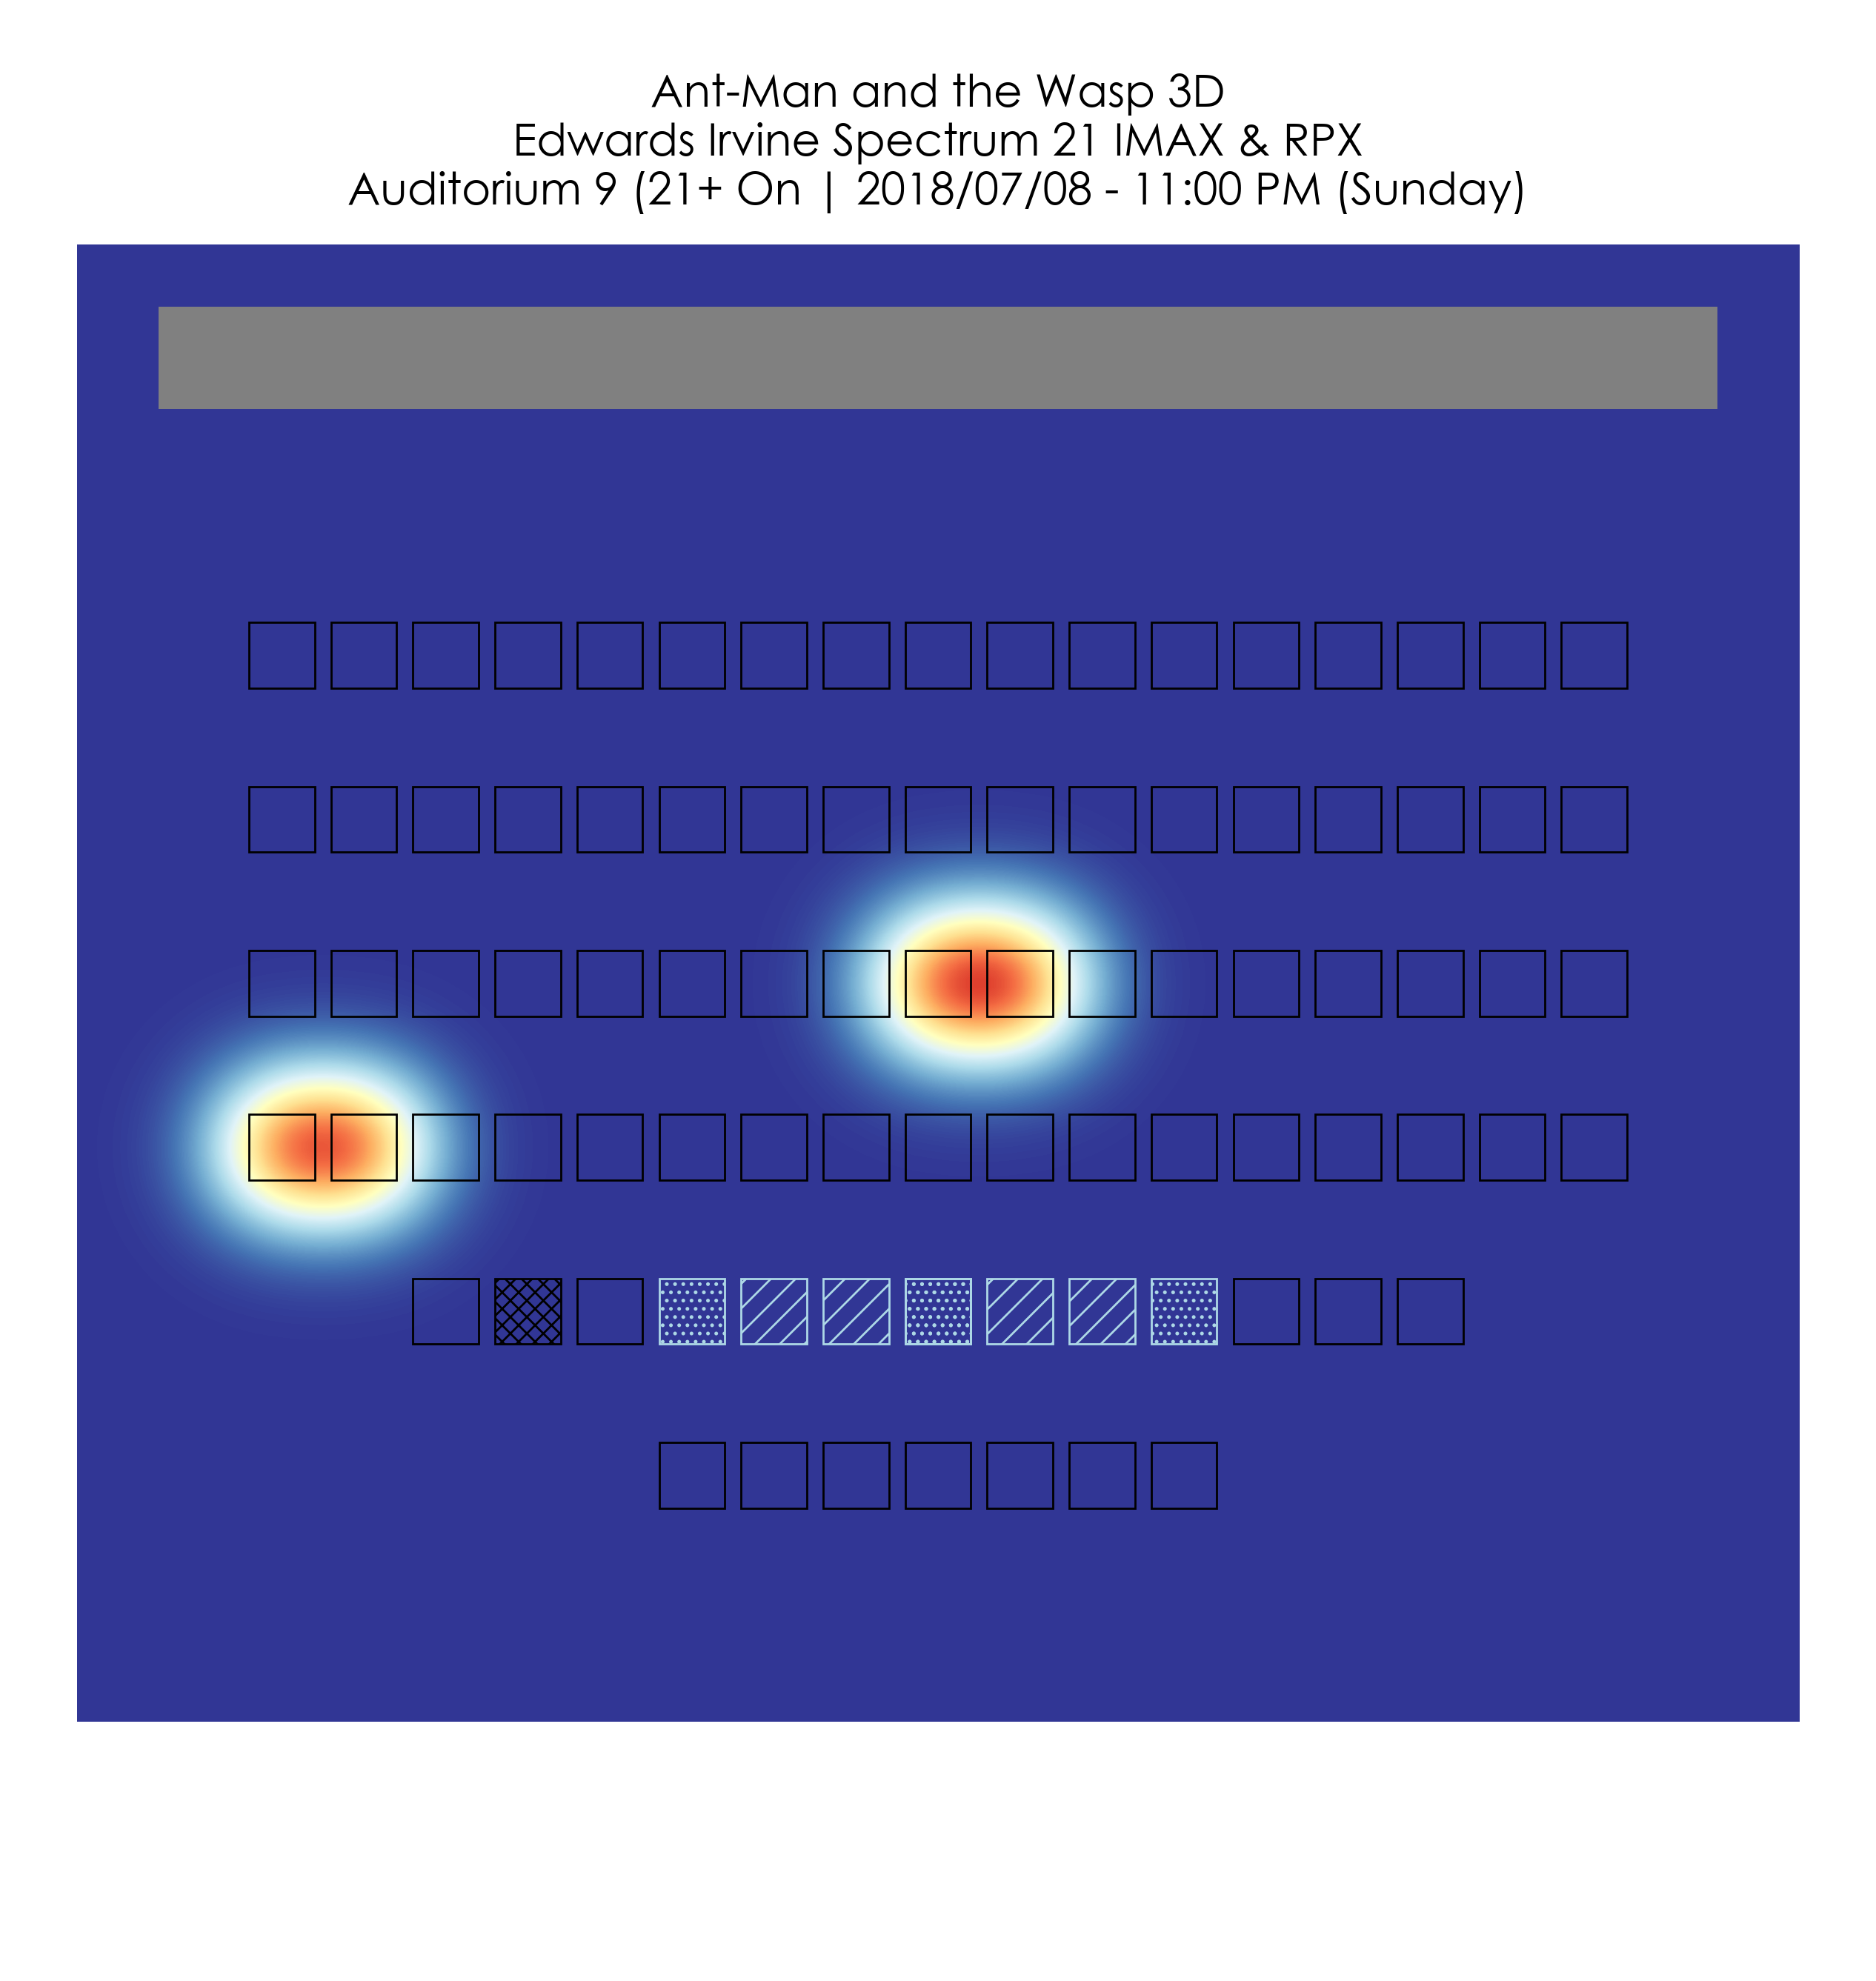 Ant-Man and the Wasp 3D
Edwards Irvine Spectrum 21 IMAX & RPX
Auditorium 9 (21+ On | 2018/07/08 - 11:00 PM (Sunday)